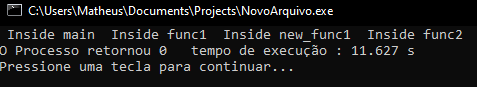 C:\Users\Matheus\Documents\Projects\NovoArquivo.exe
Inside main  Inside func1  Inside new_func1  Inside func2
O Processo retornou 0   tempo de execução : 11.627 s
Pressione uma tecla para continuar...